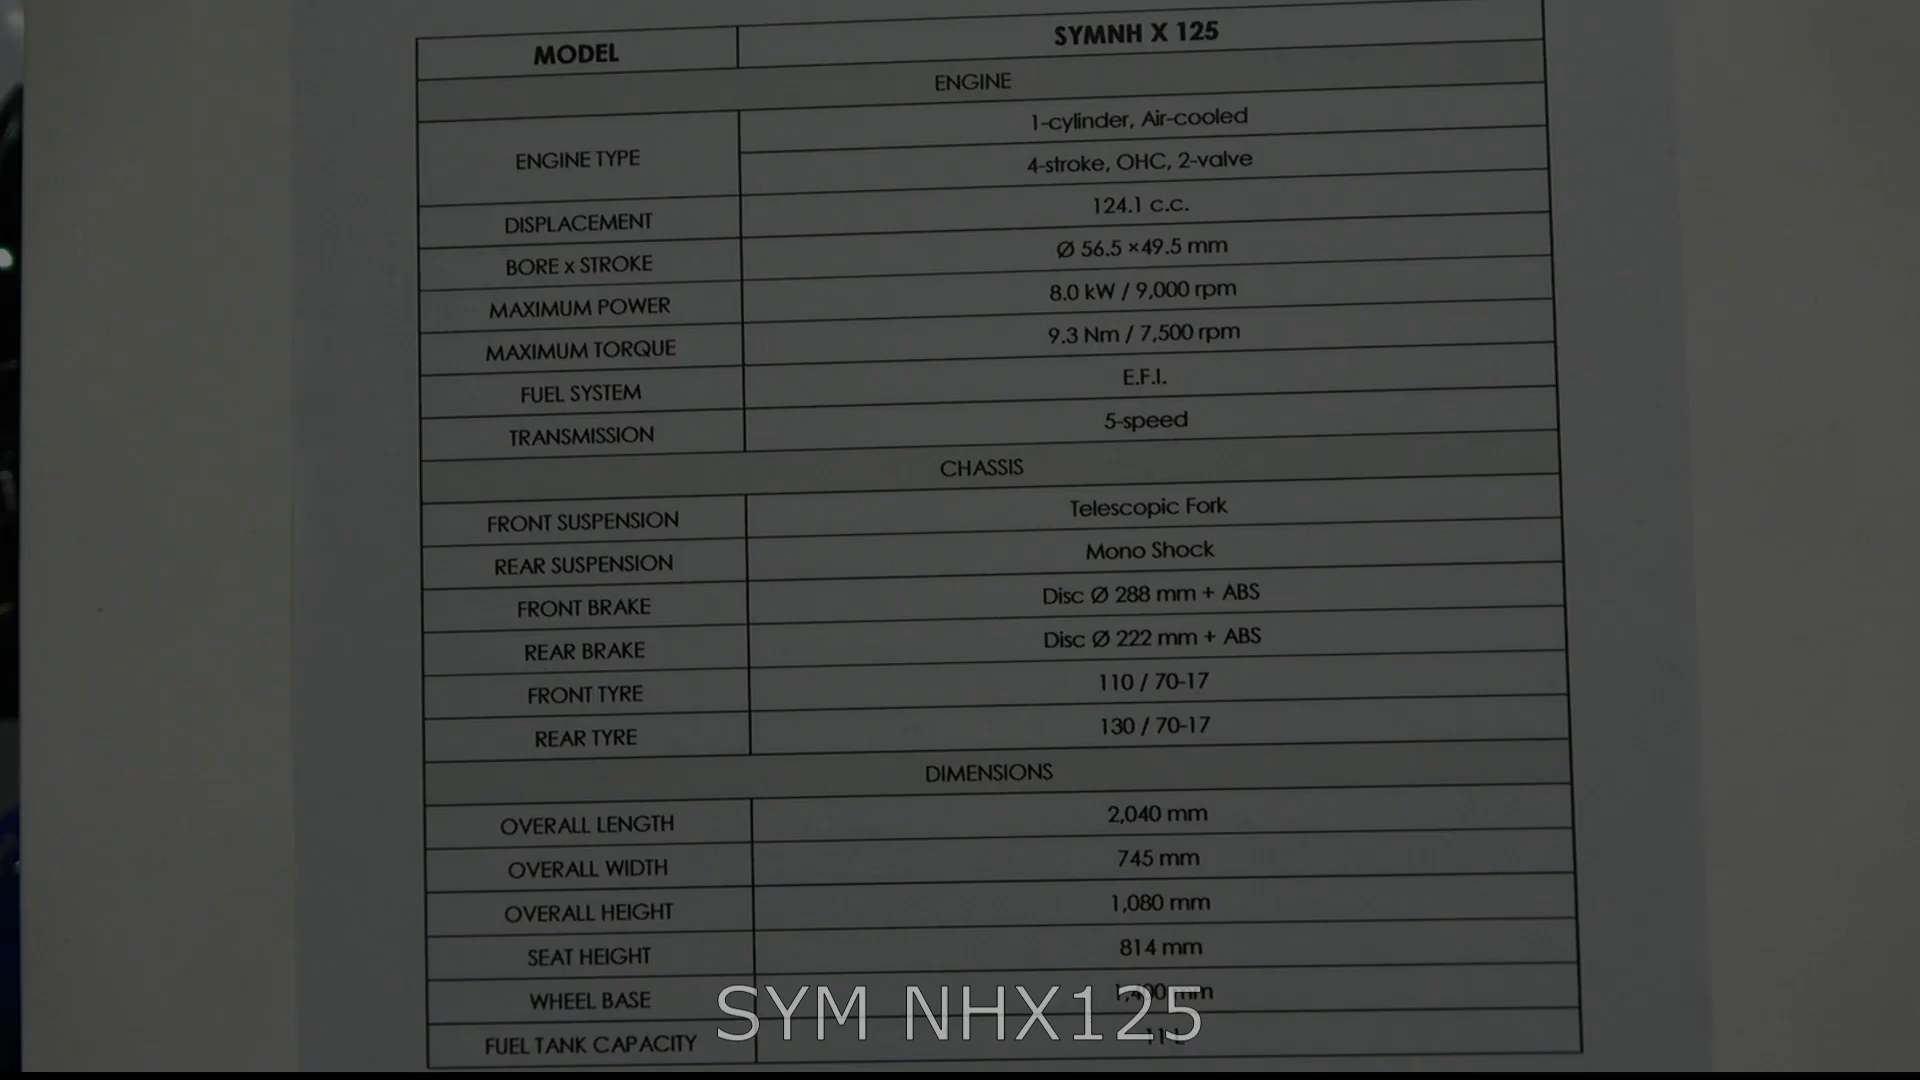 MODEL SYMNH X 125
ENGINE
ENGINE TYPE 1-cylinder, Air-cooled
4-stroke, OHC, 2-valve
DISPLACEMENT 124.1 c.c.
BORE x STROKE Ø 56.5 ×49.5 mm
MAXIMUM POWER 8.0 kW / 9,000 rpm
MAXIMUM TORQUE 9.3 Nm / 7,500 rpm
FUEL SYSTEM E.F.I.
TRANSMISSION 5-speed
CHASSIS
FRONT SUSPENSION Telescopic Fork
REAR SUSPENSION Mono Shock
FRONT BRAKE Disc Ø 288 mm + ABS
REAR BRAKE Disc Ø 222 mm + ABS
FRONT TYRE 110 / 70-17
REAR TYRE 130 / 70-17
DIMENSIONS
OVERALL LENGTH 2,040 mm
OVERALL WIDTH 745 mm
OVERALL HEIGHT 1,080 mm
SEAT HEIGHT 814 mm
WHEEL BASE mm
FUEL TANK CAPACITY
SYM NHX125